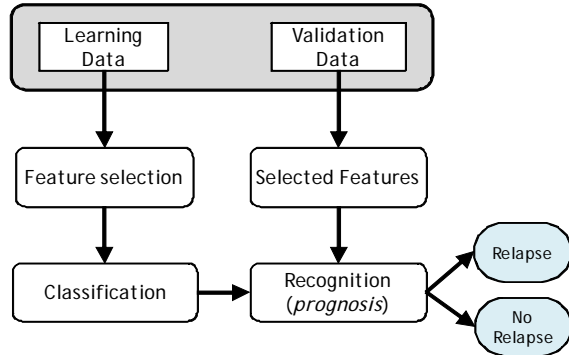 Learning
Data
Validation
Data
Feature selection
Selected Features
Classification
Recognition
(prognosis)
Relapse
No
Relapse